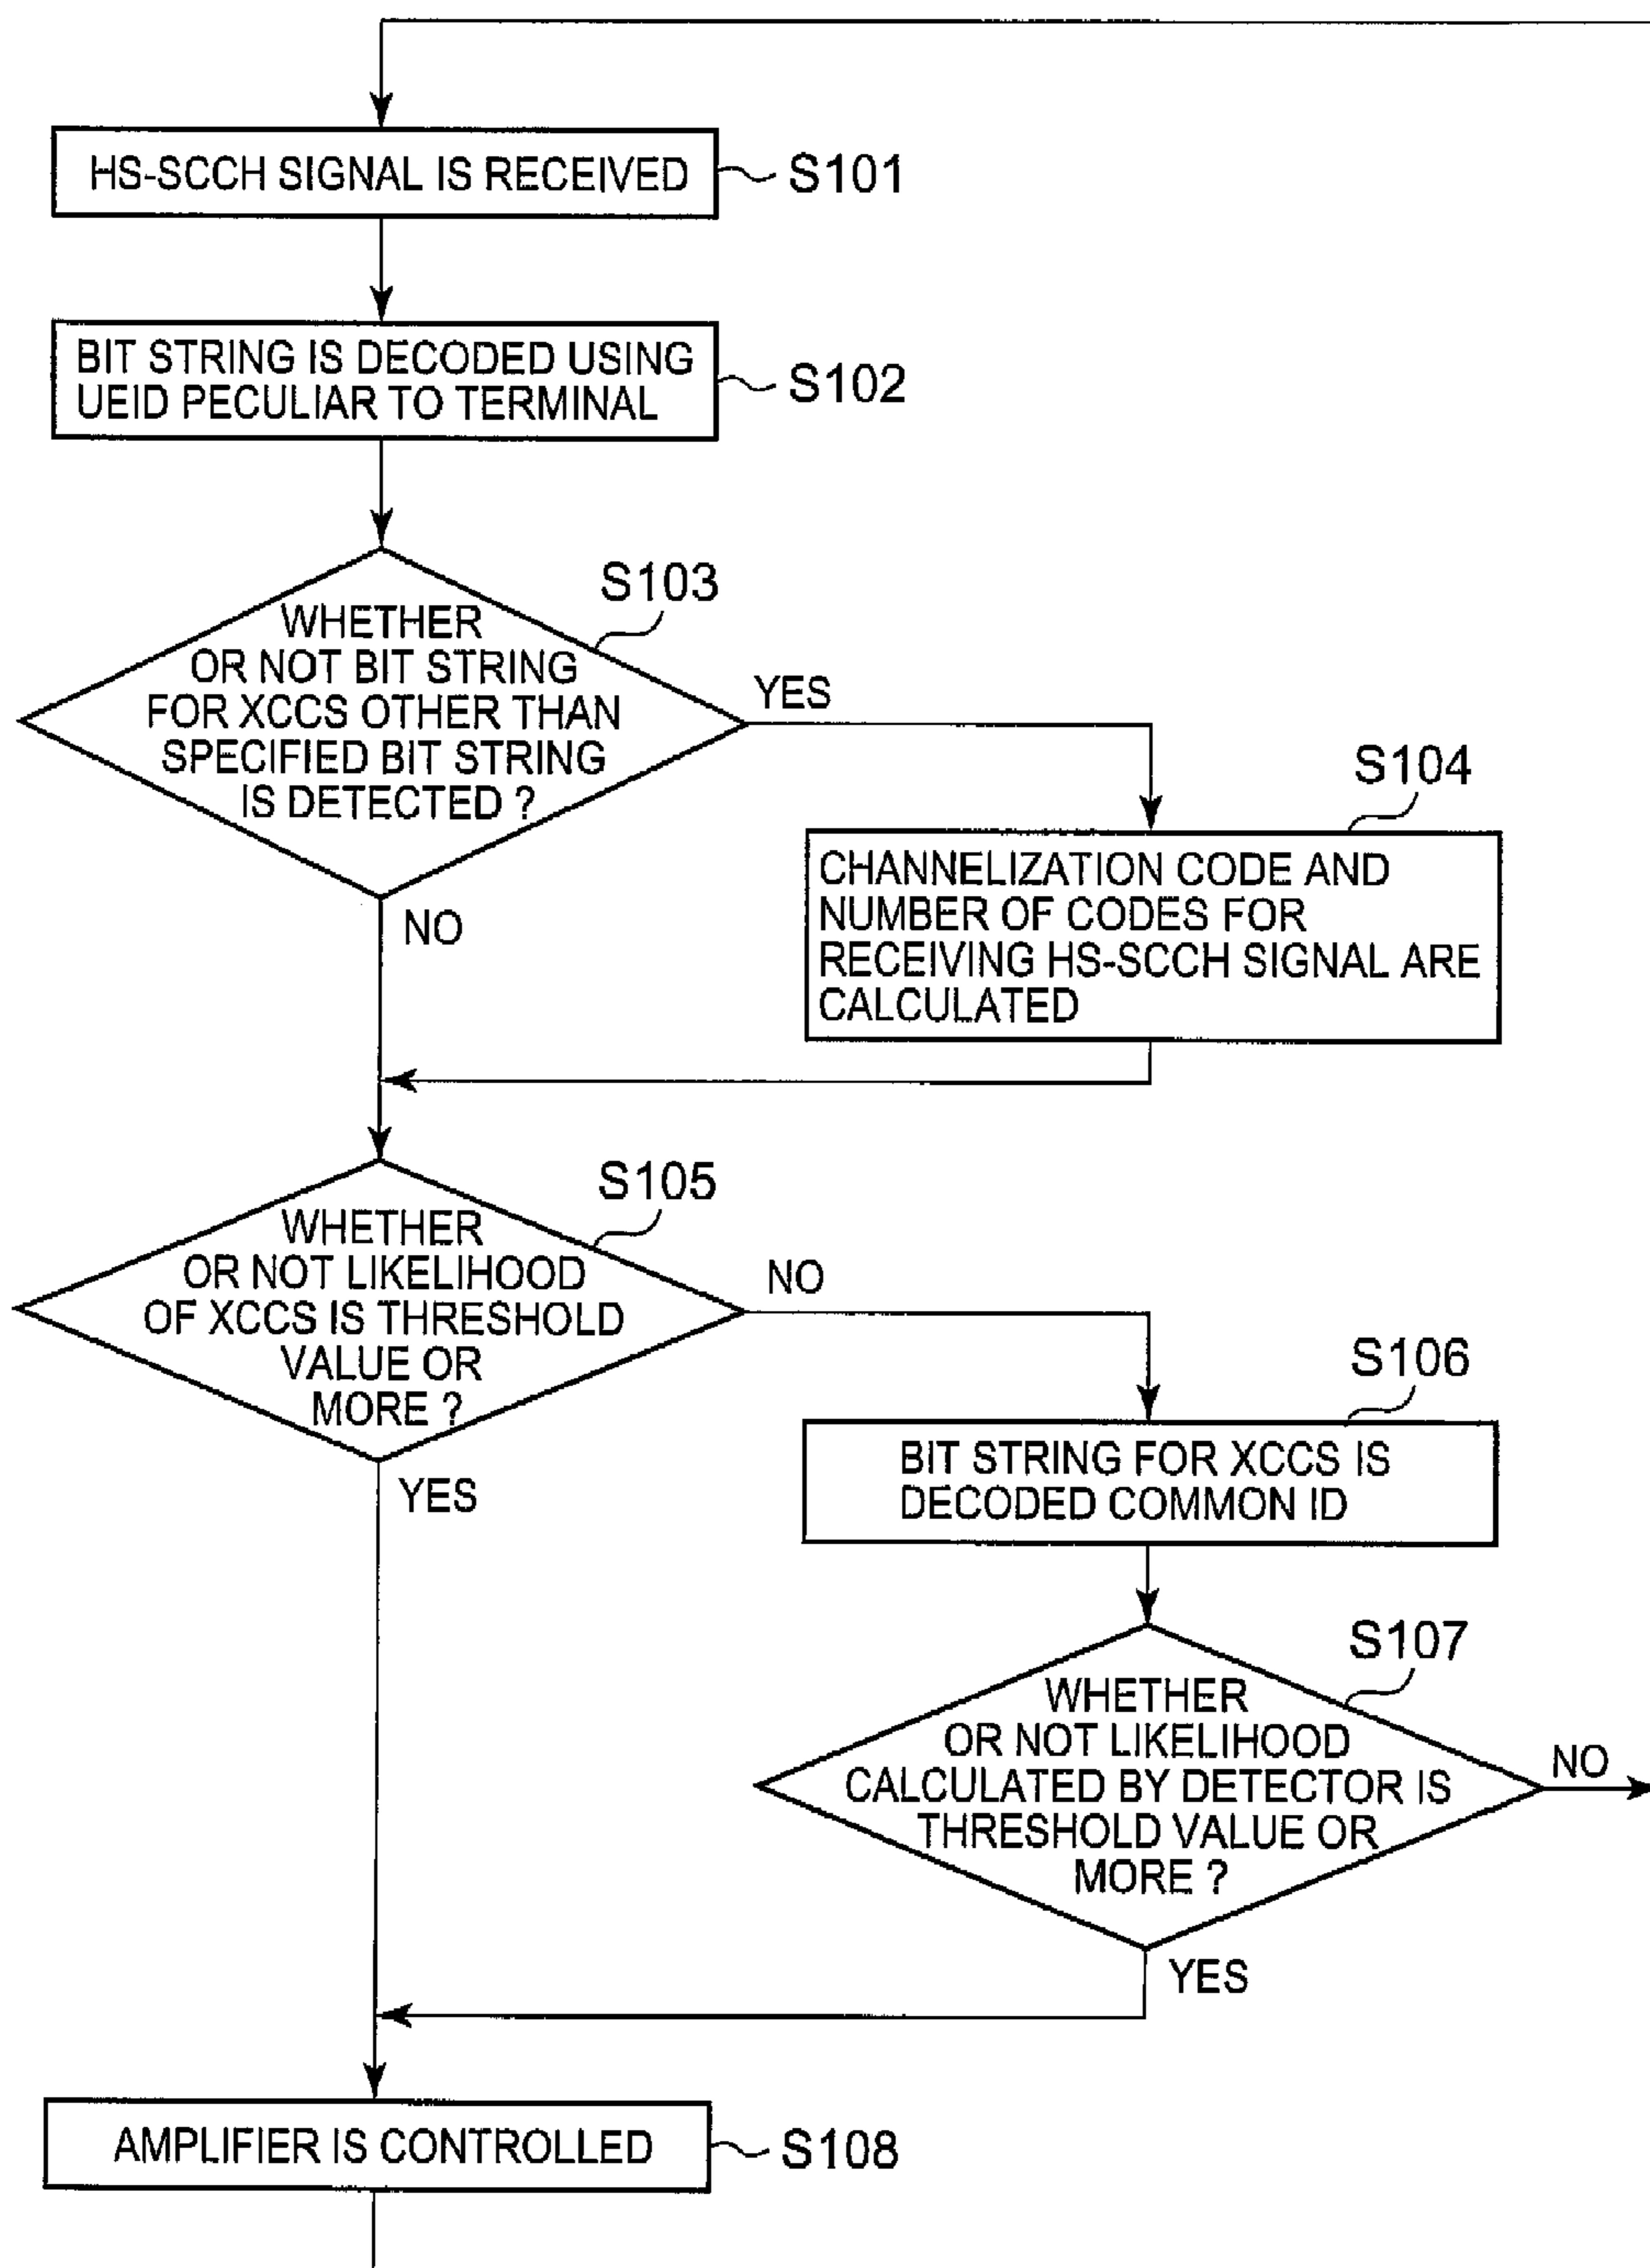 HS-SCCH SIGNAL IS RECEIVED
S101
BIT STRING IS DECODED USING
UEID PECULIAR TO TERMINAL
S102
S103
WHETHER
OR NOT BIT STRING
FOR XCCS OTHER THAN
SPECIFIED BIT STRING
IS DETECTED ?
YES
NO
S104
CHANNELIZATION CODE AND
NUMBER OF CODES FOR
RECEIVING HS-SCCH SIGNAL ARE
CALCULATED
S105
WHETHER
OR NOT LIKELIHOOD
OF XCCS IS THRESHOLD
VALUE OR
MORE ?
NO
YES
S106
BIT STRING FOR XCCS IS
DECODED COMMON ID
S107
WHETHER
OR NOT LIKELIHOOD
CALCULATED BY DETECTOR IS
THRESHOLD VALUE OR
MORE ?
NO
YES
AMPLIFIER IS CONTROLLED
S108